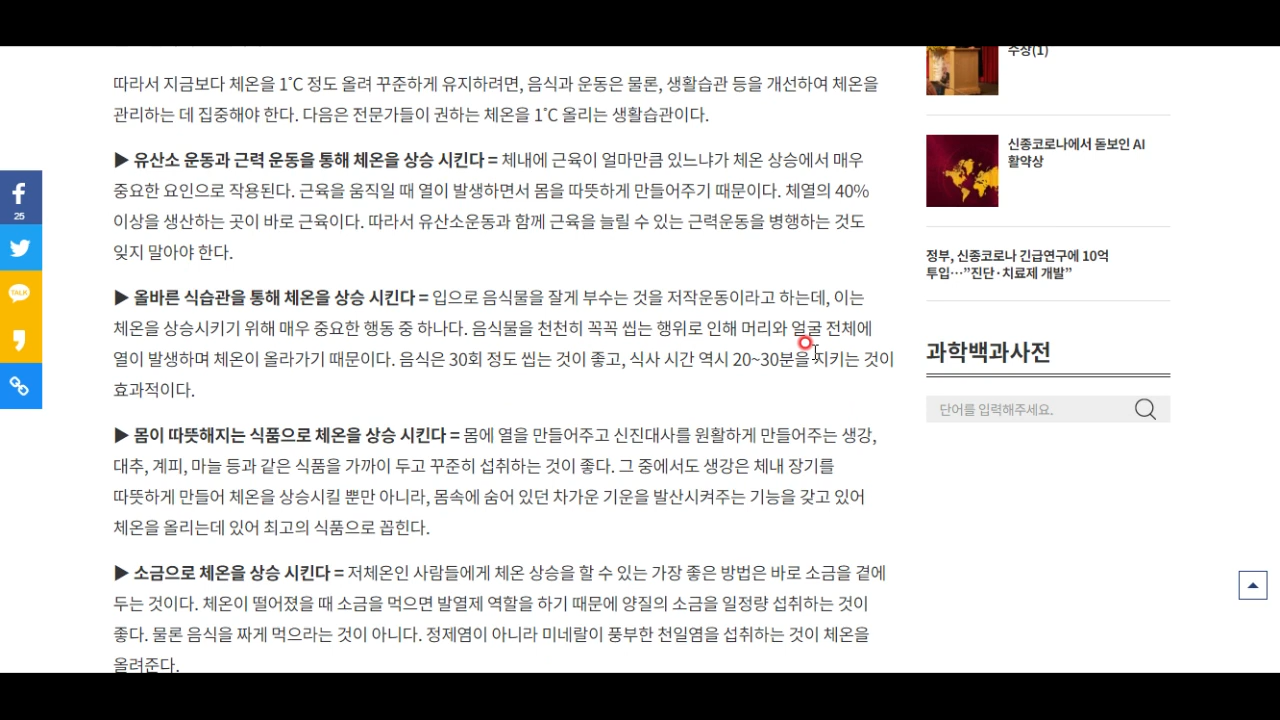 따라서 지금보다 체온을 1℃ 정도 올려 꾸준하게 유지하려면, 음식과 운동은 물론, 생활습관 등을 개선하여 체온을
관리하는 데 집중해야 한다. 다음은 전문가들이 권하는 체온을 1℃ 올리는 생활습관이다.
▶ 유산소 운동과 근력 운동을 통해 체온을 상승 시킨다 = 체내에 근육이 얼마만큼 있느냐가 체온 상승에서 매우
중요한 요인으로 작용된다. 근육을 움직일 때 열이 발생하면서 몸을 따뜻하게 만들어주기 때문이다. 체열의 40%
이상을 생산하는 곳이 바로 근육이다. 따라서 유산소운동과 함께 근육을 늘릴 수 있는 근력운동을 병행하는 것도
잊지 말아야 한다.
▶ 올바른 식습관을 통해 체온을 상승 시킨다 = 입으로 음식물을 잘게 부수는 것을 저작운동이라고 하는데, 이는
체온을 상승시키기 위해 매우 중요한 행동 중 하나다. 음식물을 천천히 꼭꼭 씹는 행위로 인해 머리와 얼굴 전체에
열이 발생하며 체온이 올라가기 때문이다. 음식은 30회 정도 씹는 것이 좋고, 식사 시간 역시 20~30분을 지키는 것이
효과적이다.
▶ 몸이 따뜻해지는 식품으로 체온을 상승 시킨다 = 몸에 열을 만들어주고 신진대사를 원활하게 만들어주는 생강,
대추, 계피, 마늘 등과 같은 식품을 가까이 두고 꾸준히 섭취하는 것이 좋다. 그 중에서도 생강은 체내 장기를
따뜻하게 만들어 체온을 상승시킬 뿐만 아니라, 몸속에 숨어 있던 차가운 기운을 발산시켜주는 기능을 갖고 있어
체온을 올리는데 있어 최고의 식품으로 꼽힌다.
▶ 소금으로 체온을 상승 시킨다 = 저체온인 사람들에게 체온 상승을 할 수 있는 가장 좋은 방법은 바로 소금을 곁에
두는 것이다. 체온이 떨어졌을 때 소금을 먹으면 발열제 역할을 하기 때문에 양질의 소금을 일정량 섭취하는 것이
좋다. 물론 음식을 짜게 먹으라는 것이 아니다. 정제염이 아니라 미네랄이 풍부한 천일염을 섭취하는 것이 체온을
올려준다.
25
TALK
수상(1)
신종코로나에서 돋보인 AI
활약상
정부, 신종코로나 긴급연구에 10억
투입…”진단·치료제 개발”
과학백과사전
단어를 입력해주세요.